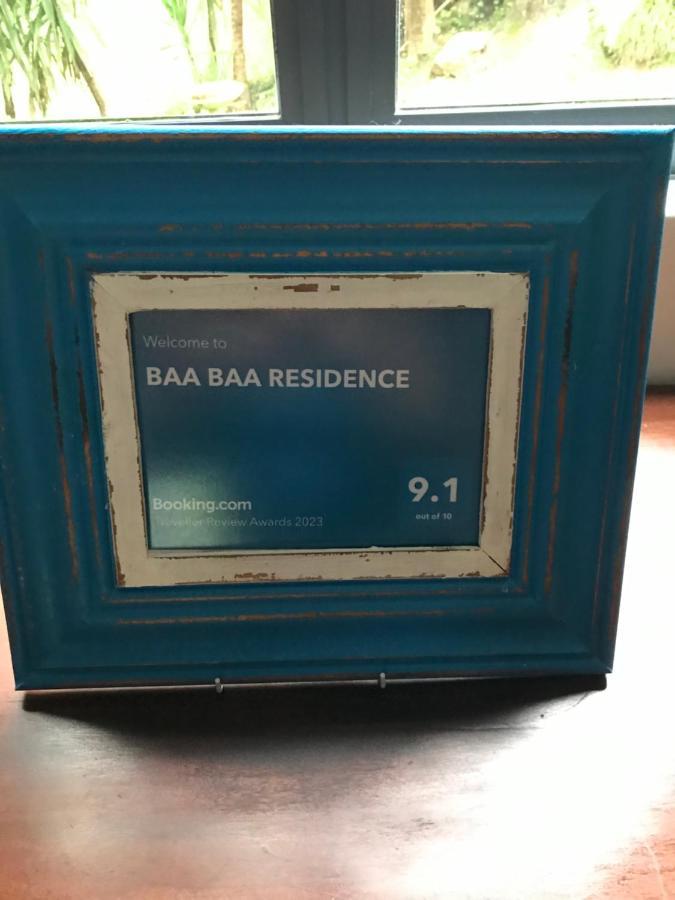 Welcome to
BAA BAA RESIDENCE
9.1
out of 10
Booking.com
Traveller Review Awards 2023